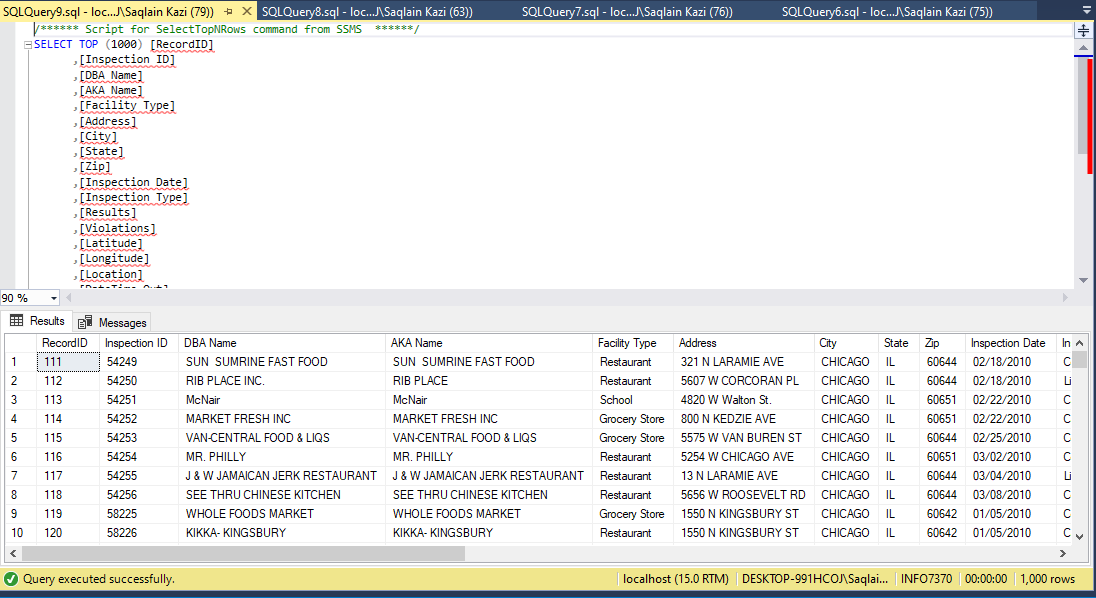 SQLQuery9.sql - loc...J\Saqlain Kazi (79)) SQLQuery8.sql - loc...J\Saqlain Kazi (63)) SQLQuery7.sql - loc...J\Saqlain Kazi (76)) SQLQuery6.sql - loc...J\Saqlain Kazi (75))
/****** Script for SelectTopNRows command from SSMS ******/
SELECT TOP (1000) [RecordID]
,[Inspection ID]
,[DBA Name]
,[AKA Name]
,[Facility Type]
,[Address]
,[City]
,[State]
,[Zip]
,[Inspection Date]
,[Inspection Type]
,[Results]
,[Violations]
,[Latitude]
,[Longitude]
,[Location]
,[DateTime Out]
90 %
Results Messages
RecordID Inspection ID DBA Name AKA Name Facility Type Address City State Zip Inspection Date In
1 111 54249 SUN SUMRINE FAST FOOD SUN SUMRINE FAST FOOD Restaurant 321 N LARAMIE AVE CHICAGO IL 60644 02/18/2010 C
2 112 54250 RIB PLACE INC. RIB PLACE Restaurant 5607 W CORCORAN PL CHICAGO IL 60644 02/18/2010 Li
3 113 54251 McNair McNair School 4820 W Walton St. CHICAGO IL 60651 02/22/2010 C
4 114 54252 MARKET FRESH INC MARKET FRESH INC Grocery Store 800 N KEDZIE AVE CHICAGO IL 60651 02/22/2010 C
5 115 54253 VAN-CENTRAL FOOD & LIQS VAN-CENTRAL FOOD & LIQS Grocery Store 5575 W VAN BUREN ST CHICAGO IL 60644 02/25/2010 C
6 116 54254 MR. PHILLY MR. PHILLY Restaurant 5254 W CHICAGO AVE CHICAGO IL 60651 03/02/2010 C
7 117 54255 J & W JAMAICAN JERK RESTAURANT J & W JAMAICAN JERK RESTAURANT Restaurant 13 N LARAMIE AVE CHICAGO IL 60644 03/04/2010 Li
8 118 54256 SEE THRU CHINESE KITCHEN SEE THRU CHINESE KITCHEN Restaurant 5656 W ROOSEVELT RD CHICAGO IL 60644 03/08/2010 C
9 119 58225 WHOLE FOODS MARKET WHOLE FOODS MARKET Grocery Store 1550 N KINGSBURY ST CHICAGO IL 60642 01/05/2010 C
10 120 58226 KIKKA- KINGSBURY KIKKA- KINGSBURY Restaurant 1550 N KINGSBURY ST CHICAGO IL 60642 01/05/2010 C
Query executed successfully. localhost (15.0 RTM) DESKTOP-991HCOJ\Saqlai... INFO7370 00:00:00 1,000 rows